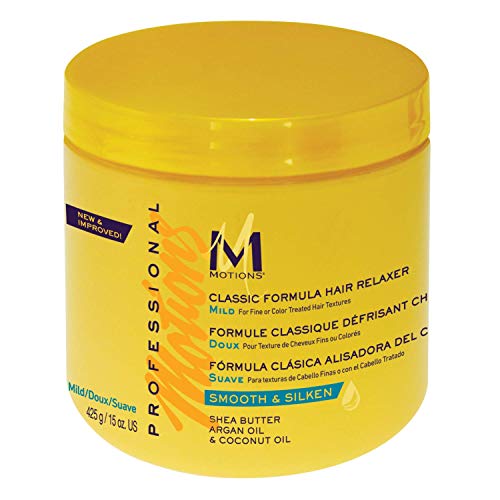 NEW &
IMPROVED!
PROFESSIONAL
Motions
Mild/Doux/Suave
425 g / 15 oz. US
M
MOTIONS®
CLASSIC FORMULA HAIR RELAXER
MILD For Fine or Color Treated Hair Textures
FORMULE CLASSIQUE DÉFRISANT CH
DOUX Pour Texture de Cheveux Fins ou Colorés
FÓRMULA CLÁSICA ALISADORA DEL C
SUAVE Para texturas de Cabello Finas o con el Cabello Tratado
SMOOTH & SILKEN
SHEA BUTTER
ARGAN OIL
& COCONUT OIL